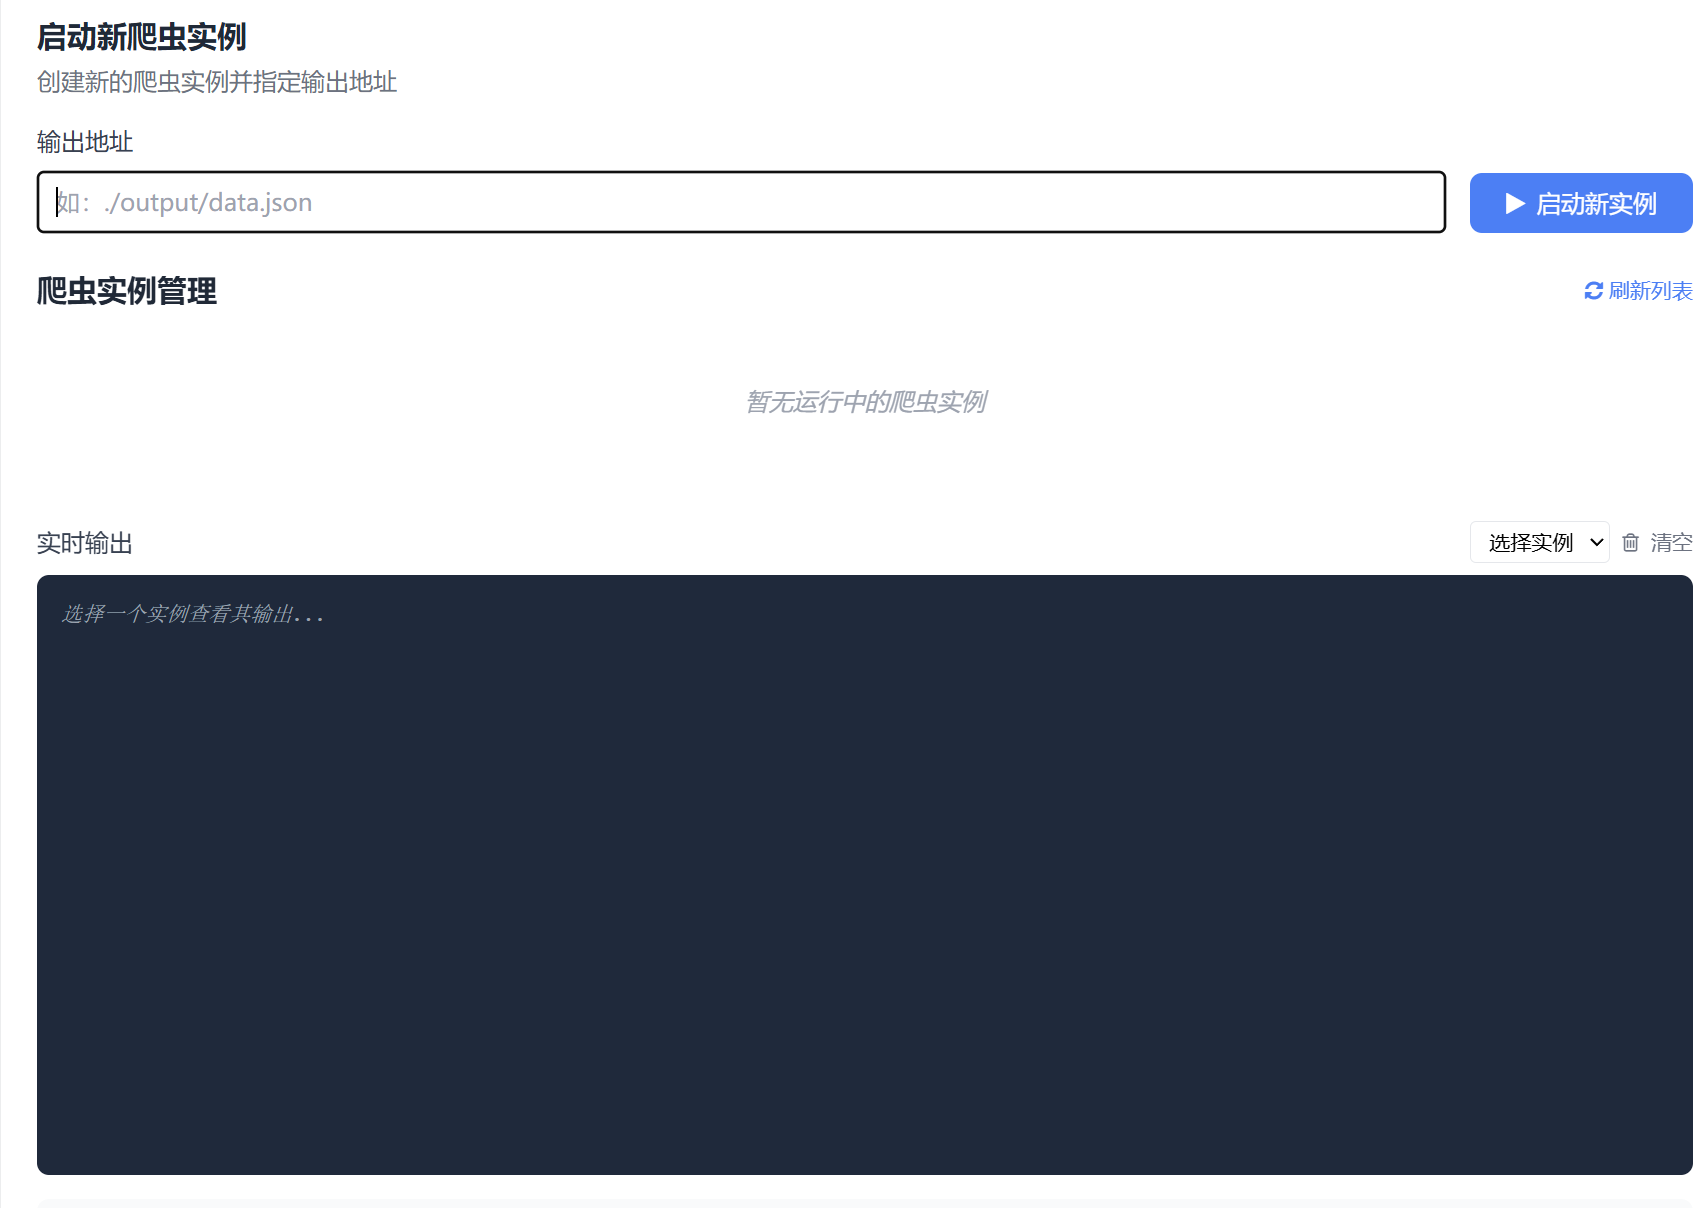 启动新爬虫实例
创建新的爬虫实例并指定输出地址
输出地址
如：./output/data.json
启动新实例
爬虫实例管理
刷新列表
暂无运行中的爬虫实例
实时输出
选择实例
清空
选择一个实例查看其输出...